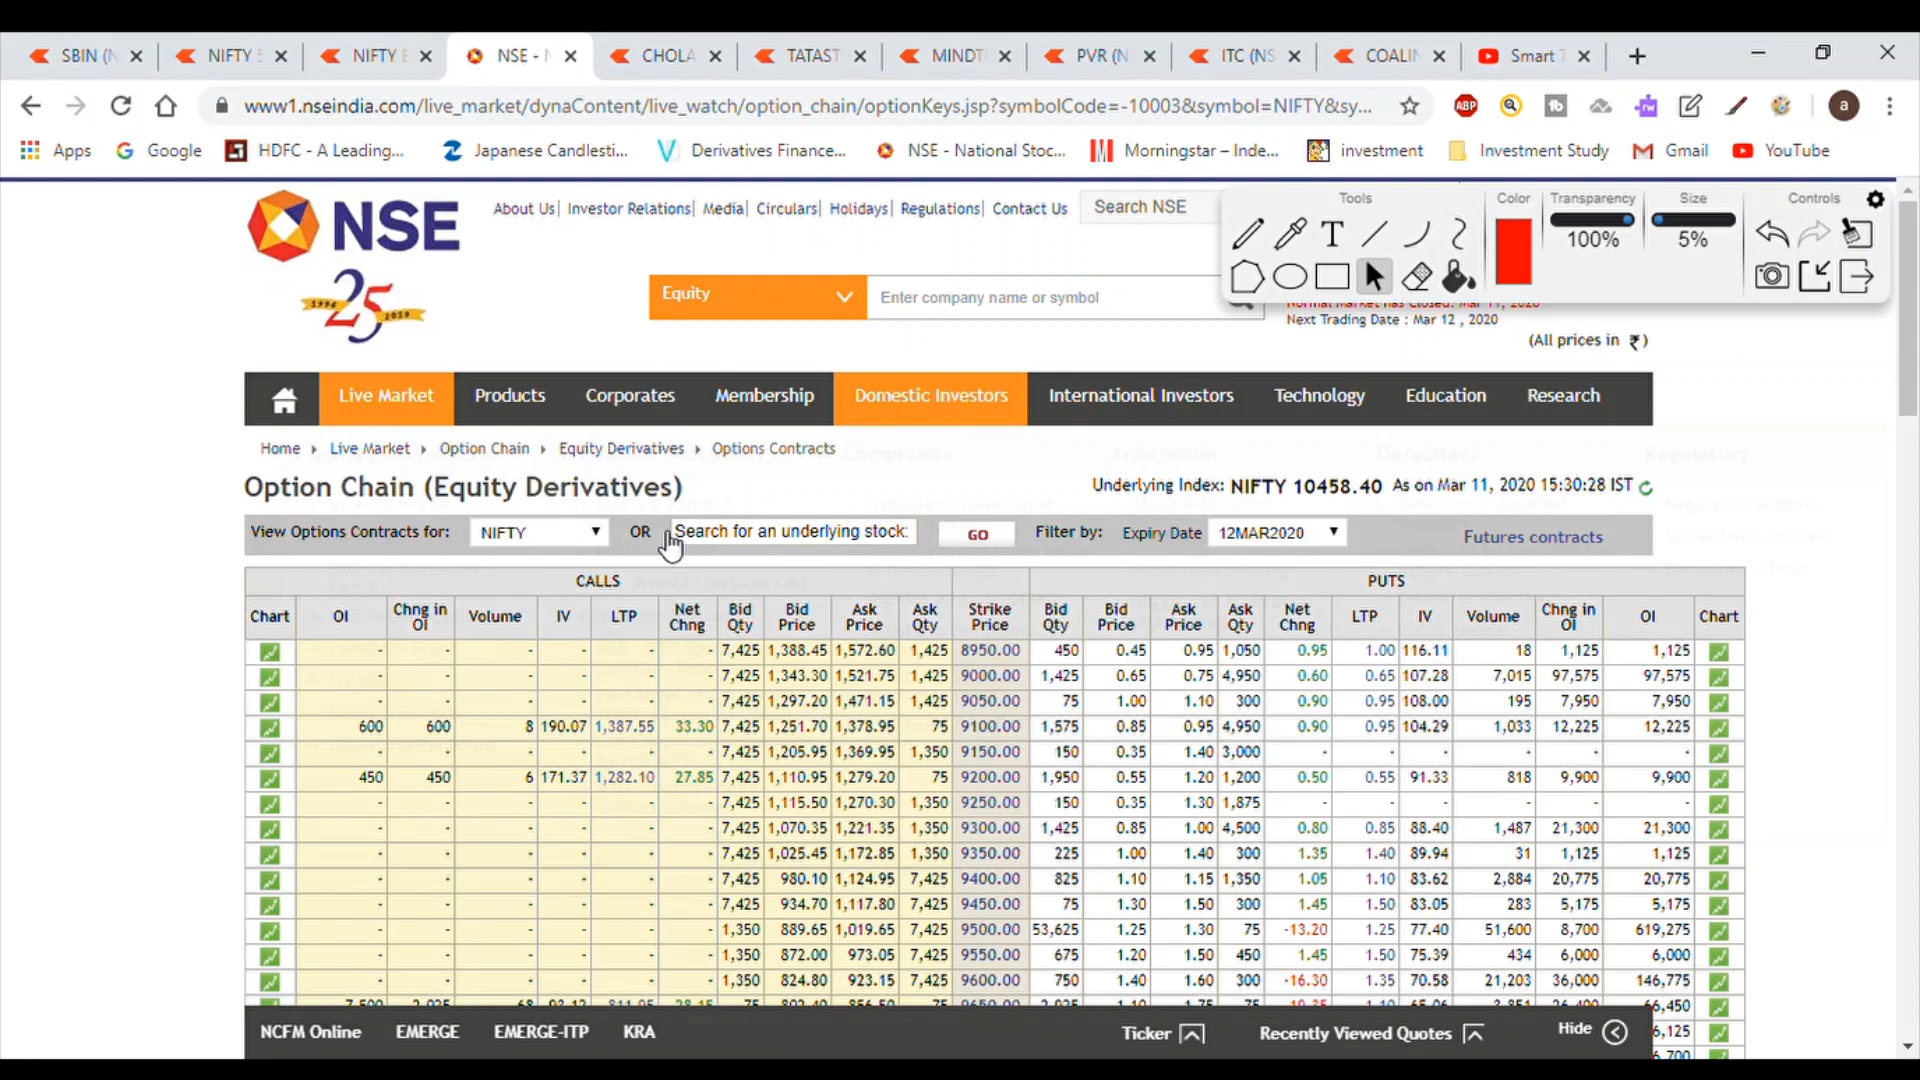 SBIN (N
NIFTY 5
NIFTY B
NSE - N
CHOLA
TATAST
MINDT
PVR (N
ITC (NS
COALIN
Smart T
www1.nseindia.com/live_market/dynaContent/live_watch/option_chain/optionKeys.jsp?symbolCode=-10003&symbol=NIFTY&sy...
ABP
a
Apps
Google
HDFC - A Leading...
Japanese Candlesti...
Derivatives Finance...
NSE - National Stoc...
Morningstar – Inde...
investment
Investment Study
Gmail
YouTube
NSE
25
1994 2019
About Us| Investor Relations| Media| Circulars| Holidays| Regulations| Contact Us
Search NSE
Tools
Color
Transparency
Size
Controls
100%
5%
Equity
Enter company name or symbol
Normal Market has Closed. Mar 11, 2020
Next Trading Date : Mar 12 , 2020
(All prices in ₹ )
Live Market Products Corporates Membership Domestic Investors International Investors Technology Education Research
Home Live Market Option Chain Equity Derivatives Options Contracts
Option Chain (Equity Derivatives)
Underlying Index: NIFTY 10458.40 As on Mar 11, 2020 15:30:28 IST
View Options Contracts for: NIFTY OR Search for an underlying stock: GO Filter by: Expiry Date 12MAR2020 Futures contracts
CALLS PUTS
Chart OI Chng in OI Volume IV LTP Net Chng Bid Qty Bid Price Ask Price Ask Qty Strike Price Bid Qty Bid Price Ask Price Ask Qty Net Chng LTP IV Volume Chng in OI OI Chart
- - - - - - 7,425 1,388.45 1,572.60 1,425 8950.00 450 0.45 0.95 1,050 0.95 1.00 116.11 18 1,125 1,125
- - - - - - 7,425 1,343.30 1,521.75 1,425 9000.00 1,425 0.65 0.75 4,950 0.60 0.65 107.28 7,015 97,575 97,575
- - - - - - 7,425 1,297.20 1,471.15 1,425 9050.00 75 1.00 1.10 300 0.90 0.95 108.00 195 7,950 7,950
600 600 8 190.07 1,387.55 33.30 7,425 1,251.70 1,378.95 75 9100.00 1,575 0.85 0.95 4,950 0.90 0.95 104.29 1,033 12,225 12,225
- - - - - - 7,425 1,205.95 1,369.95 1,350 9150.00 150 0.35 1.40 3,000 - - - - - -
450 450 6 171.37 1,282.10 27.85 7,425 1,110.95 1,279.20 75 9200.00 1,950 0.55 1.20 1,200 0.50 0.55 91.33 818 9,900 9,900
- - - - - - 7,425 1,115.50 1,270.30 1,350 9250.00 150 0.35 1.30 1,875 - - - - - -
- - - - - - 7,425 1,070.35 1,221.35 1,350 9300.00 1,425 0.85 1.00 4,500 0.80 0.85 88.40 1,487 21,300 21,300
- - - - - - 7,425 1,025.45 1,172.85 1,350 9350.00 225 1.00 1.40 300 1.35 1.40 89.94 31 1,125 1,125
- - - - - - 7,425 980.10 1,124.95 7,425 9400.00 825 1.10 1.15 1,350 1.05 1.10 83.62 2,884 20,775 20,775
- - - - - - 7,425 934.70 1,117.80 7,425 9450.00 75 1.30 1.50 300 1.45 1.50 83.05 283 5,175 5,175
- - - - - - 1,350 889.65 1,019.65 7,425 9500.00 53,625 1.25 1.30 75 -13.20 1.25 77.40 51,600 8,700 619,275
- - - - - - 1,350 872.00 973.05 7,425 9550.00 675 1.20 1.50 450 1.45 1.50 75.39 434 6,000 6,000
- - - - - - 1,350 824.80 923.15 7,425 9600.00 750 1.40 1.60 300 -16.30 1.35 70.58 21,203 36,000 146,775
66,450
NCFM Online EMERGE EMERGE-ITP KRA Ticker Recently Viewed Quotes Hide
6,125